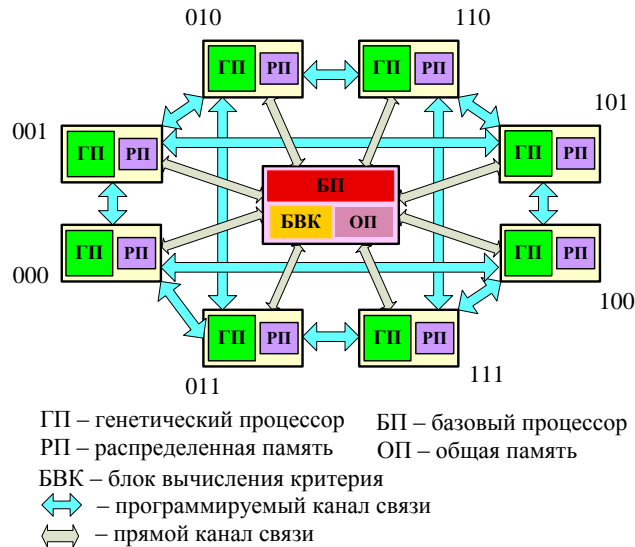 010 110
ГП РП ГП РП
001 101
ГП РП ГП РП
БП
БВК ОП
ГП РП ГП РП
000 100
ГП РП ГП РП
011 111
ГП – генетический процессор БП – базовый процессор
РП – распределенная память ОП – общая память
БВК – блок вычисления критерия
– программируемый канал связи
– прямой канал связи